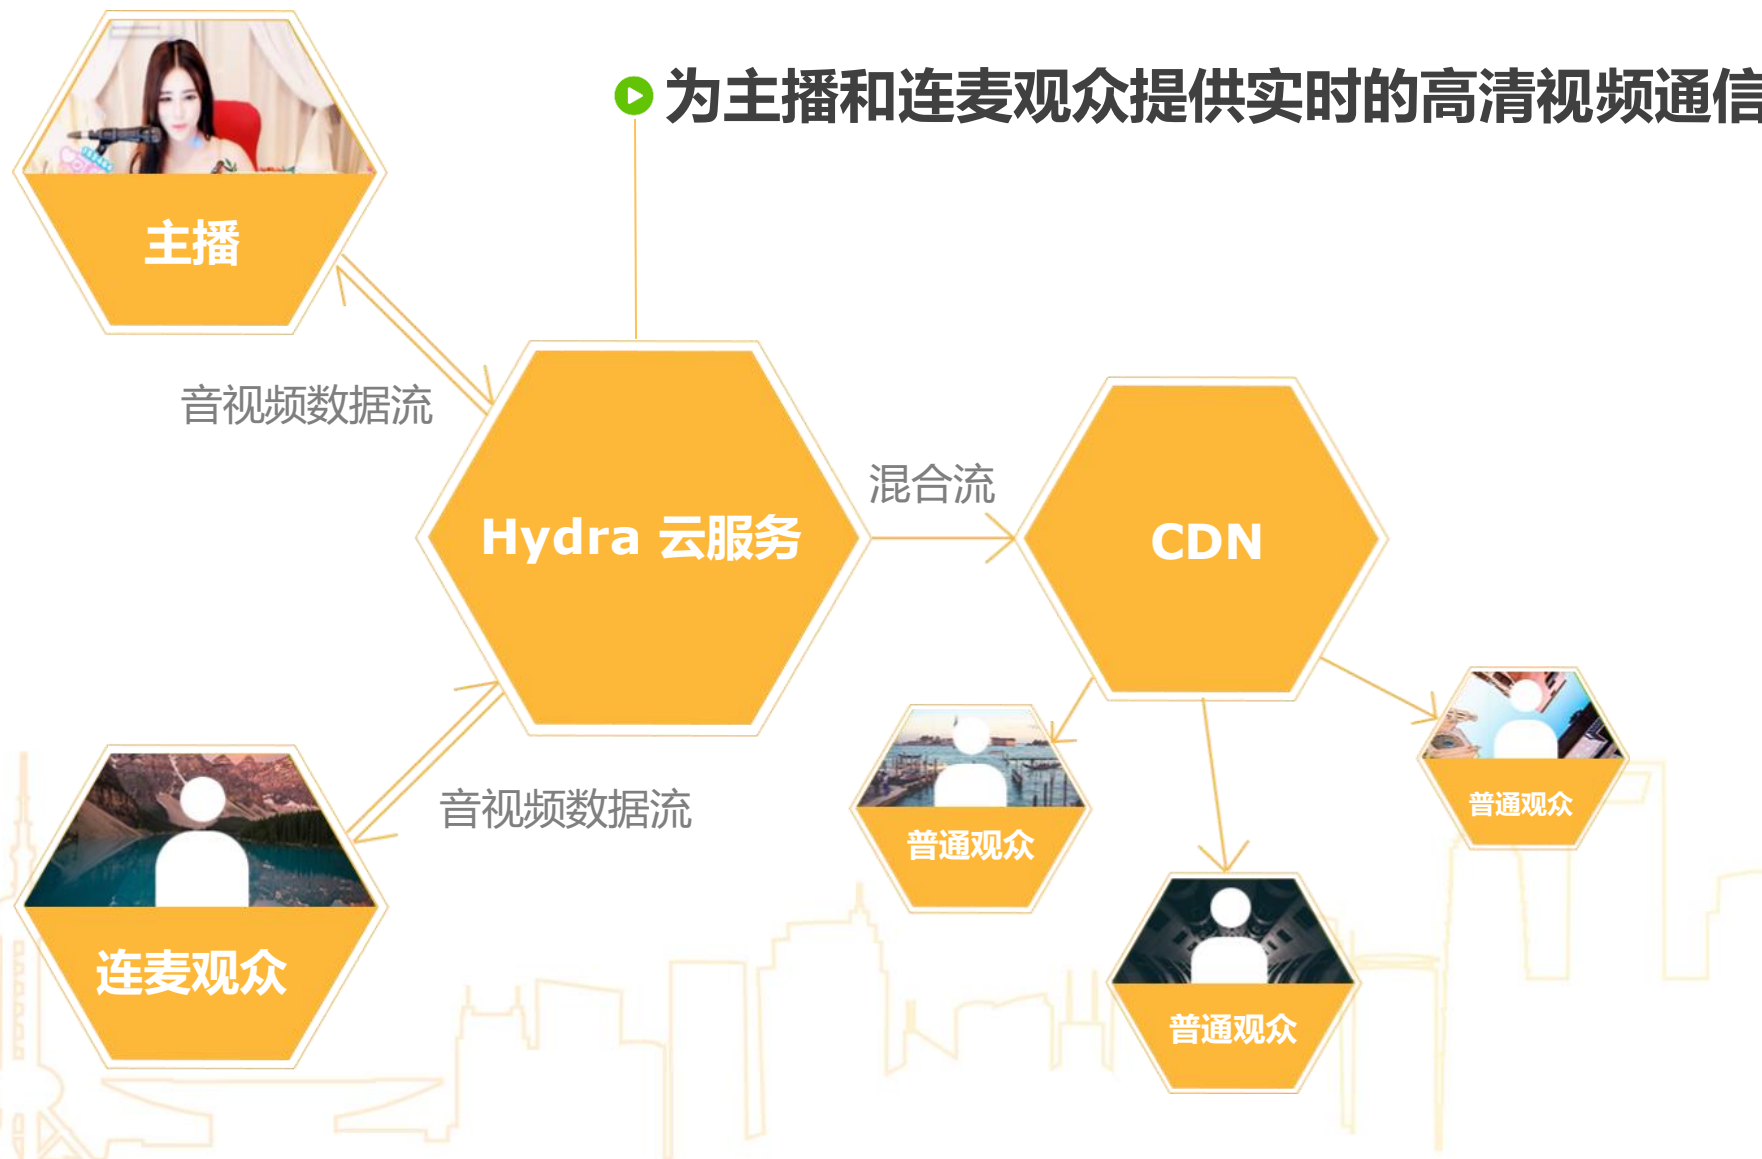 为主播和连麦观众提供实时的高清视频通信
主播
音视频数据流
混合流
Hydra 云服务
CDN
音视频数据流
普通观众
普通观众
连麦观众
普通观众